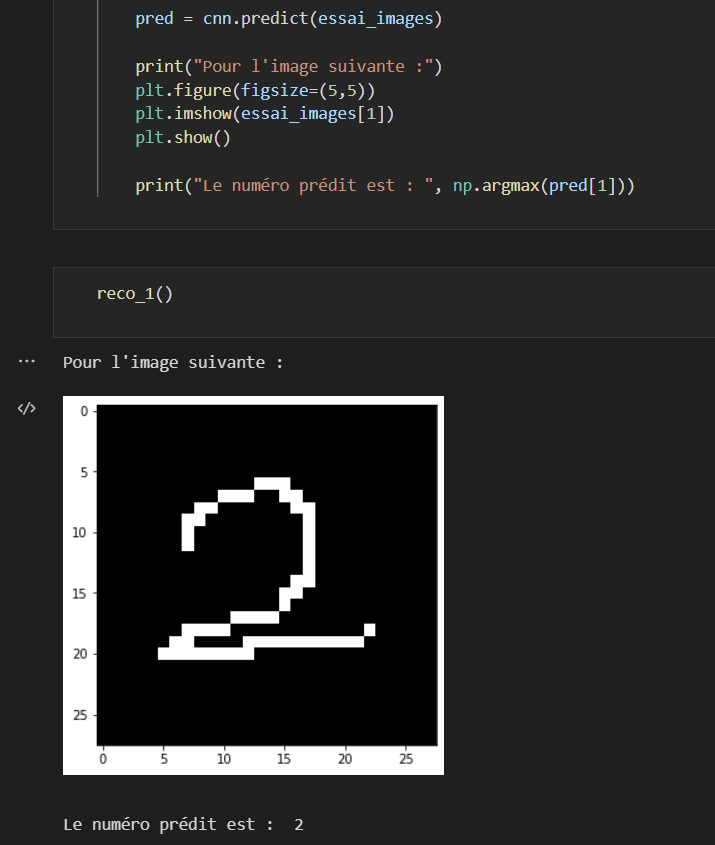 pred = cnn.predict(essai_images)
print("Pour l'image suivante :")
plt.figure(figsize=(5,5))
plt.imshow(essai_images[1])
plt.show()
print("Le numéro prédit est : ", np.argmax(pred[1]))
reco_1()
Pour l'image suivante :
0
5
10
15
20
25
2
0 5 10 15 20 25
Le numéro prédit est :  2